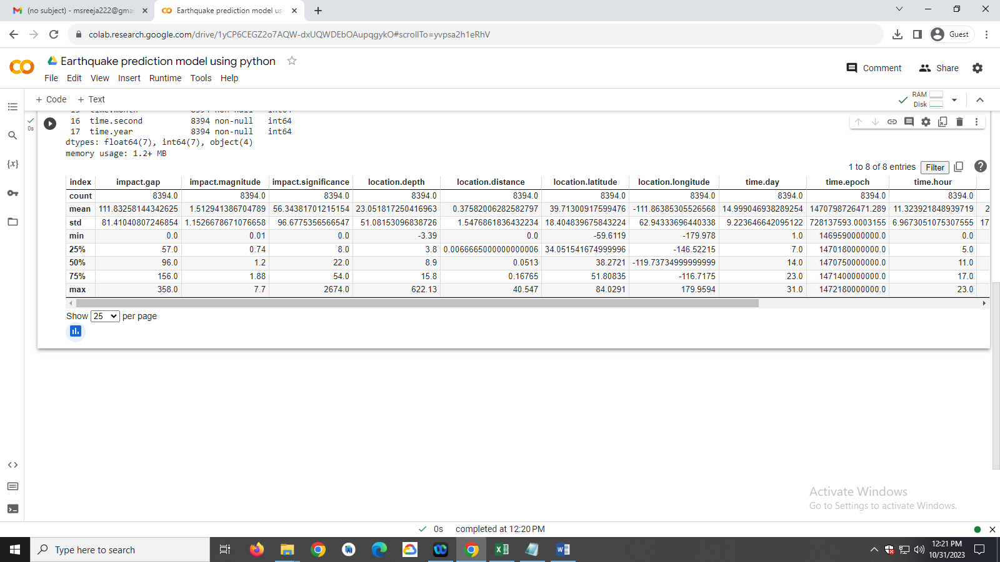 (no subject) - msreeja222@gmai
Earthquake prediction model us
colab.research.google.com/drive/1yCP6CEGZ2o7AQW-dxUQWDEbOAupqgykO#scrollTo=yvpsa2h1eRhV
Guest
Earthquake prediction model using python
File Edit View Insert Runtime Tools Help
Comment Share
+ Code + Text
RAM
Disk
0s
15 time.month 8394 non-null int64
16 time.second 8394 non-null int64
17 time.year 8394 non-null int64
dtypes: float64(7), int64(7), object(4)
memory usage: 1.2+ MB
1 to 8 of 8 entries Filter
index impact.gap impact.magnitude impact.significance location.depth location.distance location.latitude location.longitude time.day time.epoch time.hour
count 8394.0 8394.0 8394.0 8394.0 8394.0 8394.0 8394.0 8394.0 8394.0 8394.0
mean 111.83258144342625 1.512941386704789 56.34381701215154 23.051817250416963 0.37582006282582797 39.71300917599476 -111.86385305526568 14.999046938289254 1470798726471.289 11.323921848939719 2
std 81.41040807246854 1.1526678671076658 96.6775356566547 51.08153096838726 1.5476861836432234 18.404839675843224 62.94333696440338 9.223646642095122 728137593.0003155 6.9673051075307555 17
min 0.0 0.01 0.0 -3.39 0.0 -59.6119 -179.978 1.0 1469590000000.0 0.0
25% 57.0 0.74 8.0 3.8 0.0066665000000000006 34.051541674999996 -146.52215 7.0 1470180000000.0 5.0
50% 96.0 1.2 22.0 8.9 0.0513 38.2721 -119.73734999999999 14.0 1470750000000.0 11.0
75% 156.0 1.88 54.0 15.8 0.16765 51.80835 -116.7175 23.0 1471400000000.0 17.0
max 358.0 7.7 2674.0 622.13 40.547 84.0291 179.9594 31.0 1472180000000.0 23.0
Show 25 per page
Activate Windows
Go to Settings to activate Windows.
0s completed at 12:20 PM
Type here to search
12:21 PM
10/31/2023